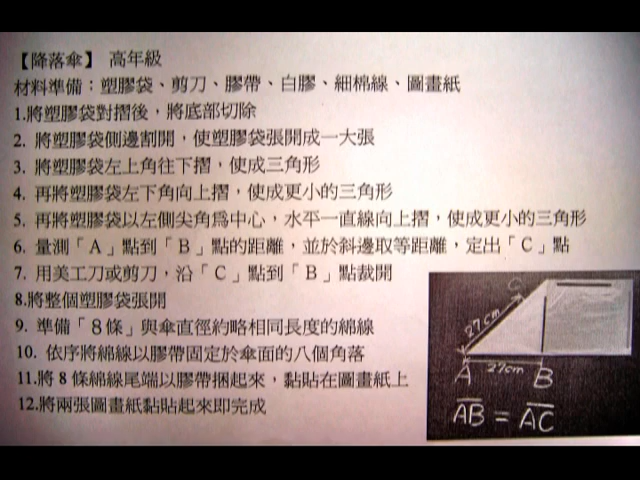 【降落傘】 高年級
材料準備：塑膠袋、剪刀、膠帶、白膠、細棉線、圖畫紙
1.將塑膠袋對摺後，將底部切除
2. 將塑膠袋側邊割開，使塑膠袋張開成一大張
3. 將塑膠袋左上角往下摺，使成三角形
4. 再將塑膠袋左下角向上摺，使成更小的三角形
5. 再將塑膠袋以左側尖角為中心，水平一直線向上摺，使成更小的三角形
6. 量測「A」點到「B」點的距離，並於斜邊取等距離，定出「C」點
7. 用美工刀或剪刀，沿「C」點到「B」點裁開
8.將整個塑膠袋張開
9. 準備「8條」與傘直徑約略相同長度的綿線
10. 依序將綿線以膠帶固定於傘面的八個角落
11.將 8 條綿線尾端以膠帶捆起來，黏貼在圖畫紙上
12.將兩張圖畫紙黏貼起來即完成
C
27cm
A 27cm B
AB = AC